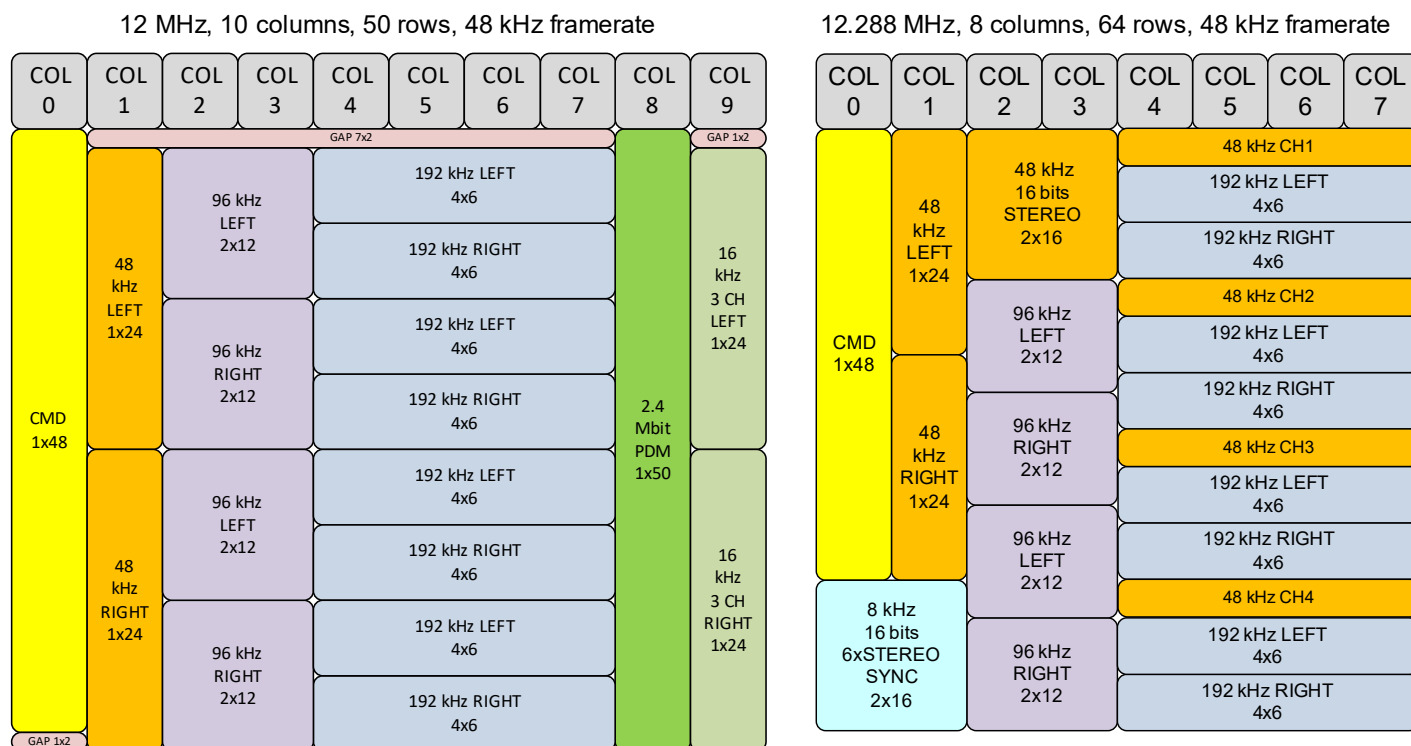 12 MHz, 10 columns, 50 rows, 48 kHz framerate
COL
0
COL
1
COL
2
COL
3
COL
4
COL
5
COL
6
COL
7
COL
8
COL
9
GAP 7x2
GAP 1x2
CMD
1x48
GAP 1x2
48
kHz
LEFT
1x24
48
kHz
RIGHT
1x24
96 kHz
LEFT
2x12
96 kHz
RIGHT
2x12
96 kHz
LEFT
2x12
96 kHz
RIGHT
2x12
192 kHz LEFT
4x6
192 kHz RIGHT
4x6
192 kHz LEFT
4x6
192 kHz RIGHT
4x6
192 kHz LEFT
4x6
192 kHz RIGHT
4x6
192 kHz LEFT
4x6
192 kHz RIGHT
4x6
2.4
Mbit
PDM
1x50
16
kHz
3 CH
LEFT
1x24
16
kHz
3 CH
RIGHT
1x24
12.288 MHz, 8 columns, 64 rows, 48 kHz framerate
COL
0
COL
1
COL
2
COL
3
COL
4
COL
5
COL
6
COL
7
CMD
1x48
48
kHz
LEFT
1x24
48
kHz
RIGHT
1x24
8 kHz
16 bits
6xSTEREO
SYNC
2x16
48 kHz
16 bits
STEREO
2x16
96 kHz
LEFT
2x12
96 kHz
RIGHT
2x12
96 kHz
LEFT
2x12
96 kHz
RIGHT
2x12
48 kHz CH1
192 kHz LEFT
4x6
192 kHz RIGHT
4x6
48 kHz CH2
192 kHz LEFT
4x6
192 kHz RIGHT
4x6
48 kHz CH3
192 kHz LEFT
4x6
192 kHz RIGHT
4x6
48 kHz CH4
192 kHz LEFT
4x6
192 kHz RIGHT
4x6